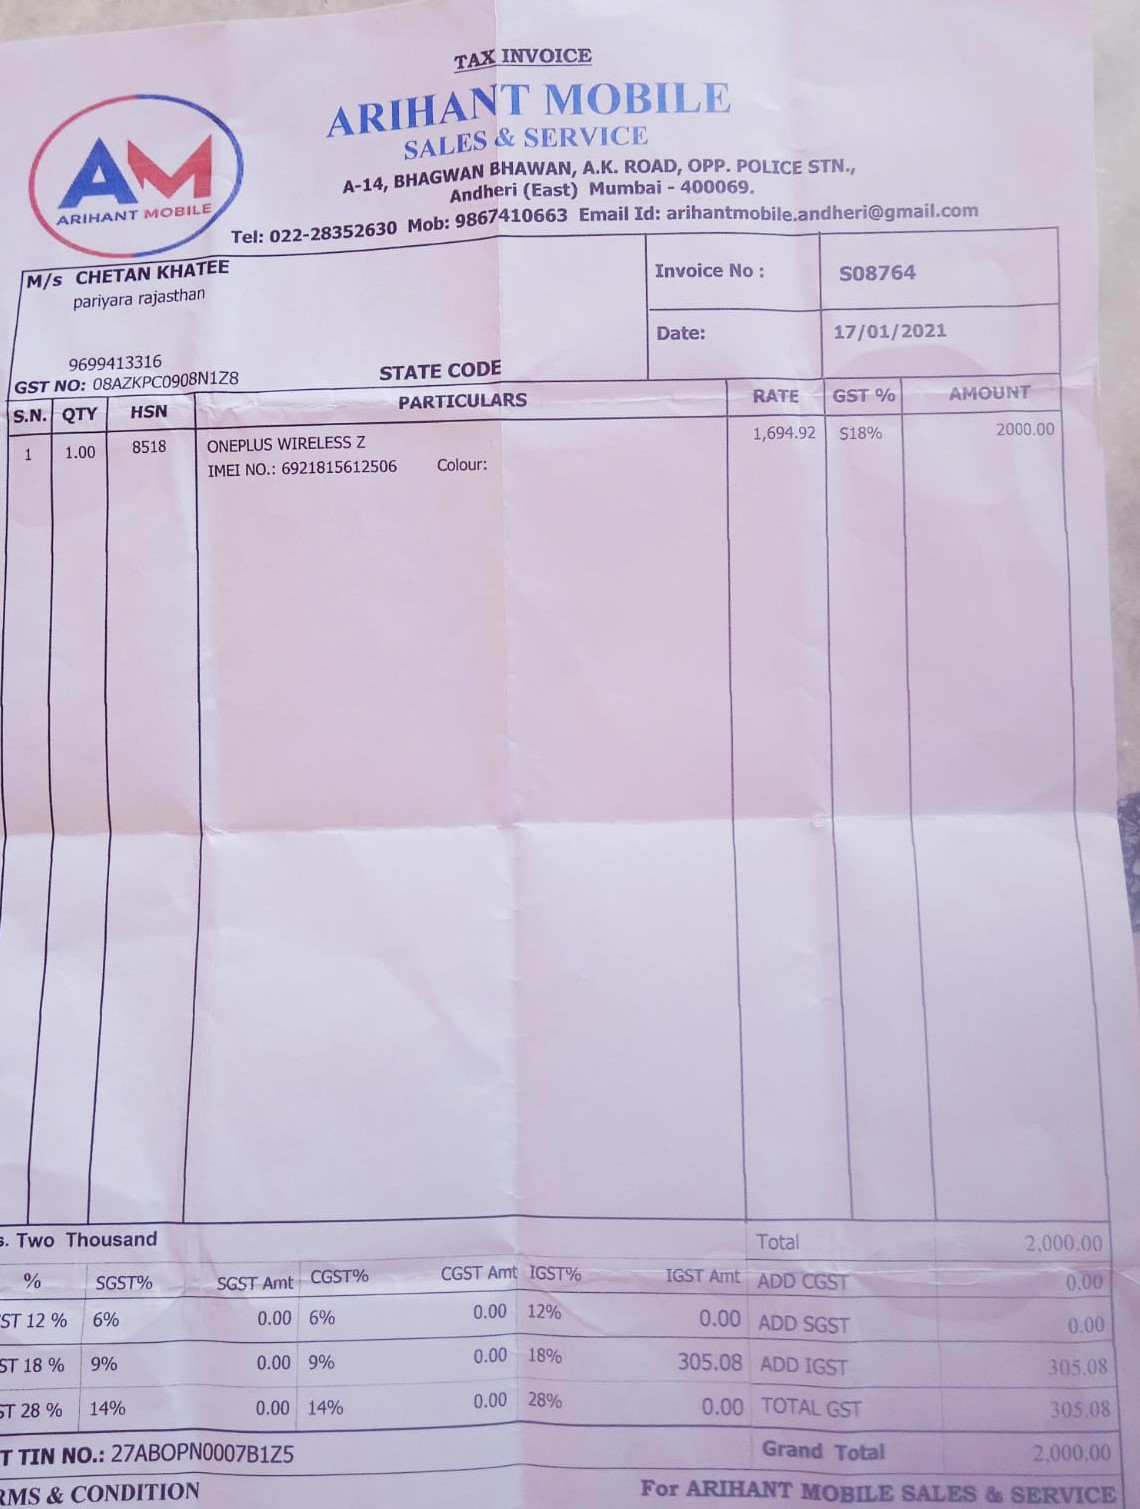 TAX INVOICE
ARIHANT MOBILE
SALES & SERVICE
AM
ARIHANT MOBILE
A-14, BHAGWAN BHAWAN, A.K. ROAD, OPP. POLICE STN.,
Andheri (East) Mumbai - 400069.
Tel: 022-28352630 Mob: 9867410663 Email Id: arihantmobile.andheri@gmail.com
M/s CHETAN KHATEE
pariyara rajasthan
Invoice No : S08764
Date: 17/01/2021
9699413316
GST NO: 08AZKPC0908N1Z8 STATE CODE
S.N. QTY HSN PARTICULARS RATE GST % AMOUNT
1 1.00 8518 ONEPLUS WIRELESS Z 1,694.92 S18% 2000.00
IMEI NO.: 6921815612506 Colour:
s. Two Thousand Total 2,000.00
% SGST% SGST Amt CGST% CGST Amt IGST% IGST Amt ADD CGST 0.00
ST 12 % 6% 0.00 6% 0.00 12% 0.00 ADD SGST 0.00
ST 18 % 9% 0.00 9% 0.00 18% 305.08 ADD IGST 305.08
ST 28 % 14% 0.00 14% 0.00 28% 0.00 TOTAL GST 305.08
T TIN NO.: 27ABOPN0007B1Z5 Grand Total 2,000.00
RMS & CONDITION For ARIHANT MOBILE SALES & SERVICE